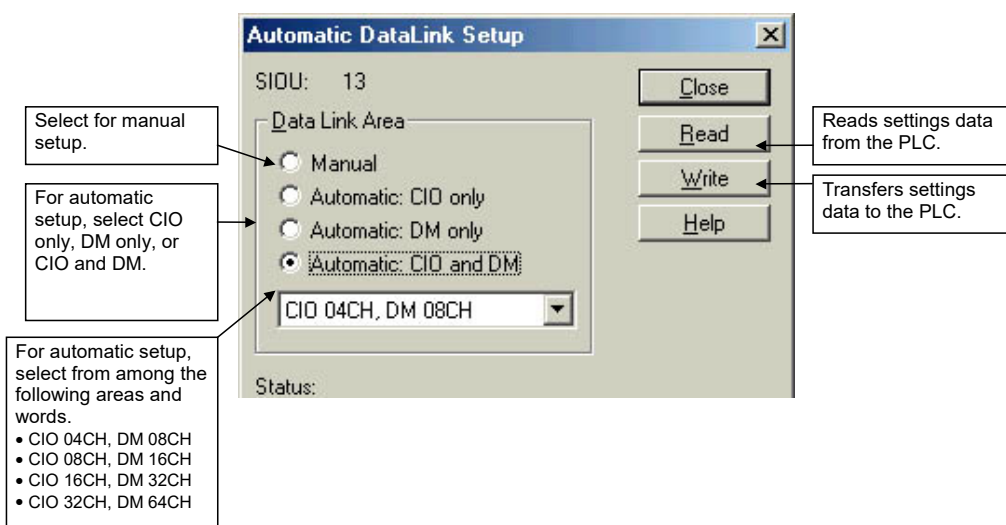 Automatic DataLink Setup
SIOU: 13
Data Link Area
Manual
Automatic: CIO only
Automatic: DM only
Automatic: CIO and DM
CIO 04CH, DM 08CH
Status:
Close
Read
Write
Help
Select for manual
setup.
For automatic
setup, select CIO
only, DM only, or
CIO and DM.
For automatic setup,
select from among the
following areas and
words.
• CIO 04CH, DM 08CH
• CIO 08CH, DM 16CH
• CIO 16CH, DM 32CH
• CIO 32CH, DM 64CH
Reads settings data
from the PLC.
Transfers settings
data to the PLC.